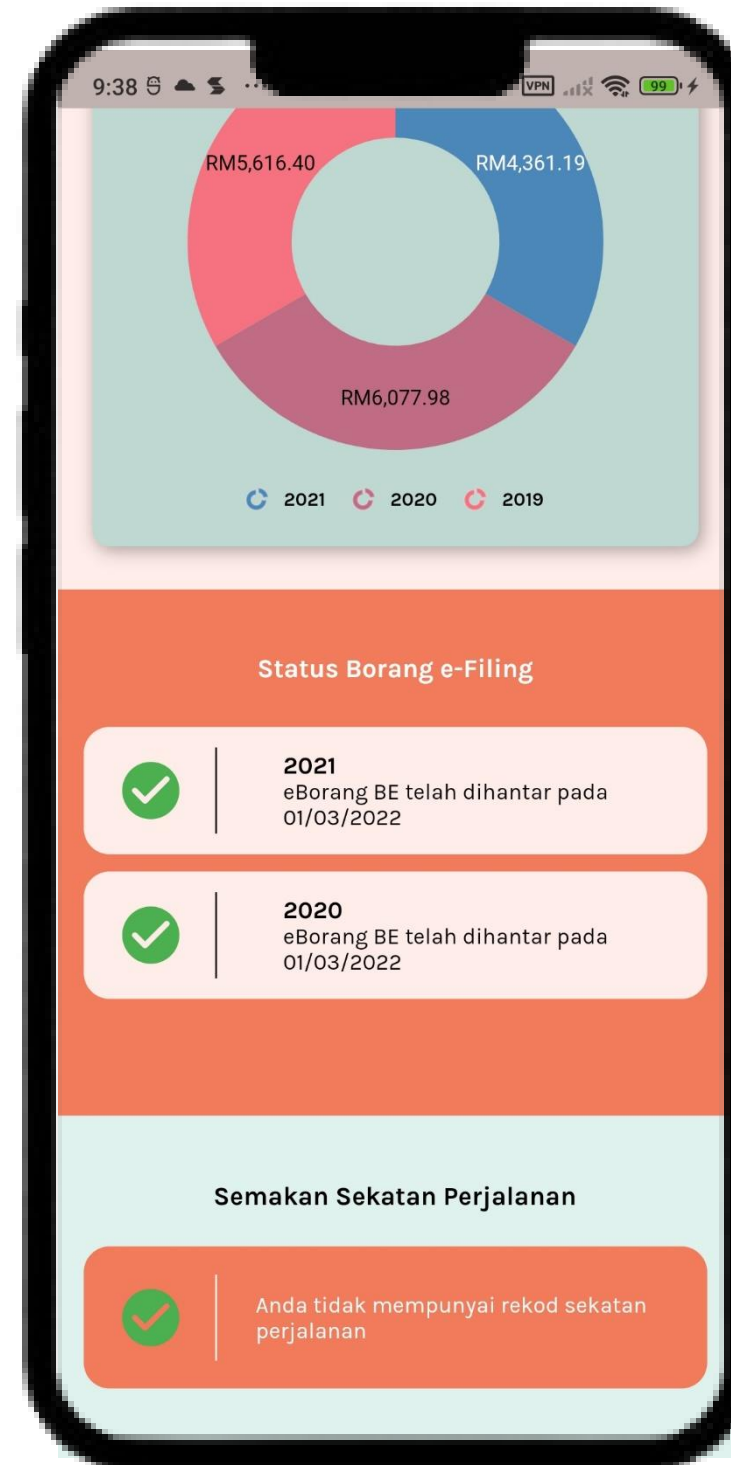 9:38
VPN
99
RM5,616.40
RM4,361.19
RM6,077.98
2021 2020 2019
Status Borang e-Filing
2021
eBorang BE telah dihantar pada
01/03/2022
2020
eBorang BE telah dihantar pada
01/03/2022
Semakan Sekatan Perjalanan
Anda tidak mempunyai rekod sekatan
perjalanan